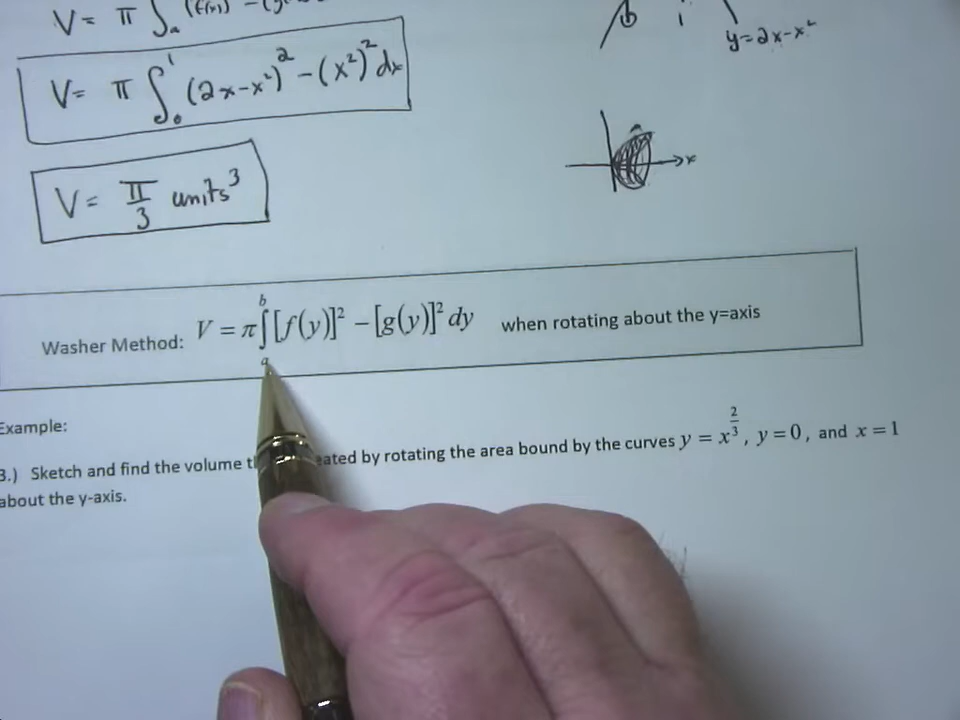 V = π ∫ₐ (f(x)) - (g
y=2x-x²
V= π ∫₀¹ (2x-x²)² - (x²)² dx
x
V= π/3 units³
Washer Method: V = π∫ₐᵇ [f(y)]² - [g(y)]² dy when rotating about the y=axis
Example:
3.) Sketch and find the volume ated by rotating the area bound by the curves y = x^(2/3), y = 0, and x = 1
about the y-axis.